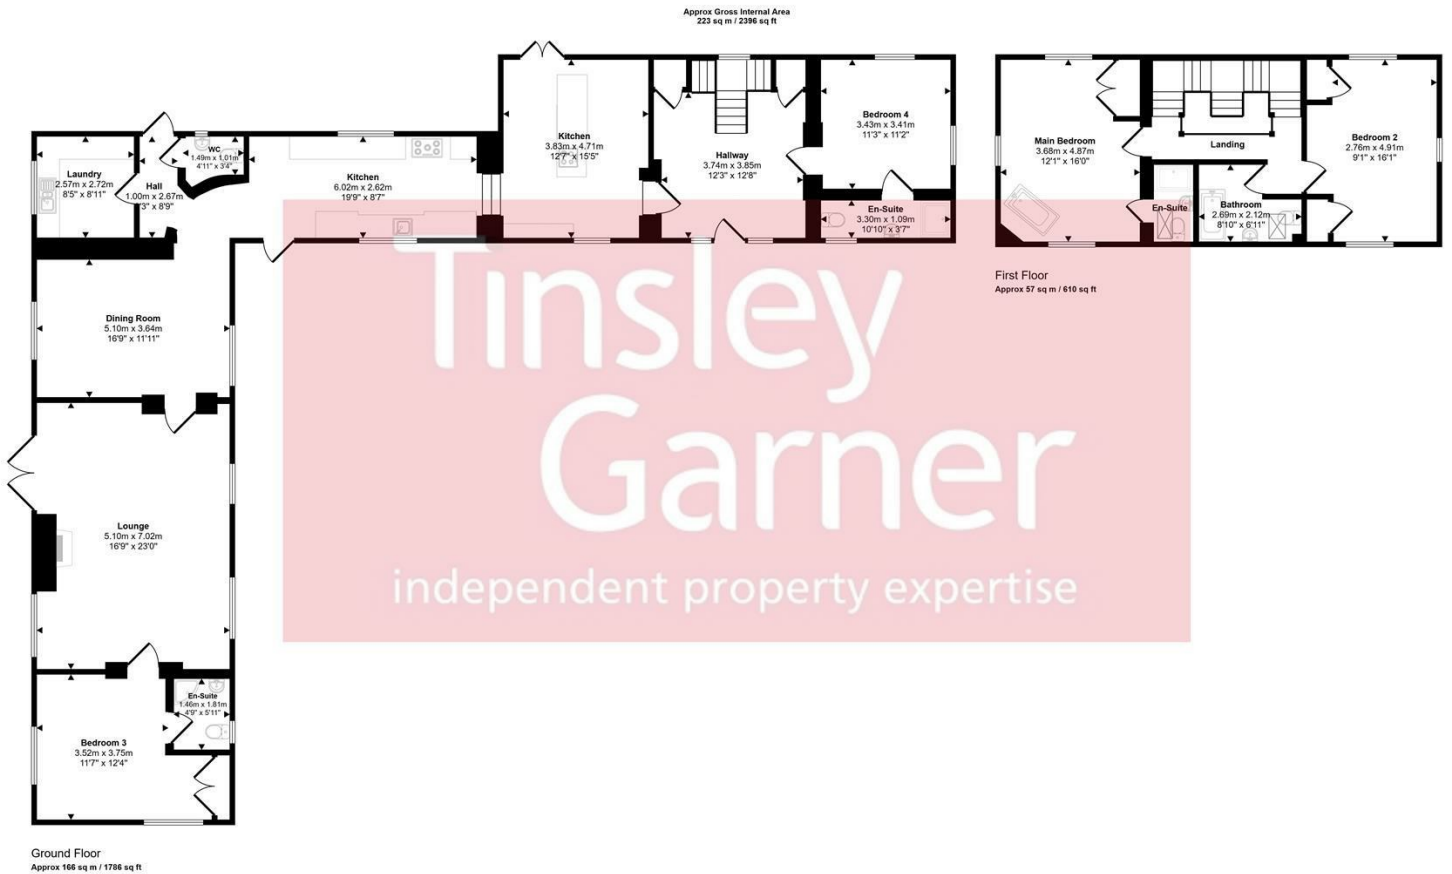 Approx Gross Internal Area
223 sq m / 2396 sq ft
Kitchen
3.83m x 4.71m
12'7" x 15'5"
Bedroom 4
3.43m x 3.41m
11'3" x 11'2"
Hallway
3.74m x 3.85m
12'3" x 12'8"
En-Suite
3.30m x 1.09m
10'10" x 3'7"
WC
1.49m x 1.01m
4'11" x 3'4"
Laundry
2.57m x 2.72m
8'5" x 8'11"
Hall
1.00m x 2.67m
3'3" x 8'9"
Kitchen
6.02m x 2.62m
19'9" x 8'7"
Main Bedroom
3.68m x 4.87m
12'1" x 16'0"
Landing
Bedroom 2
2.76m x 4.91m
9'1" x 16'1"
En-Suite
Bathroom
2.69m x 2.12m
8'10" x 6'11"
First Floor
Approx 57 sq m / 610 sq ft
Dining Room
5.10m x 3.64m
16'9" x 11'11"
Lounge
5.10m x 7.02m
16'9" x 23'0"
Tinsley
Garner
independent property expertise
En-Suite
1.46m x 1.81m
4'9" x 5'11"
Bedroom 3
3.52m x 3.75m
11'7" x 12'4"
Ground Floor
Approx 166 sq m / 1786 sq ft